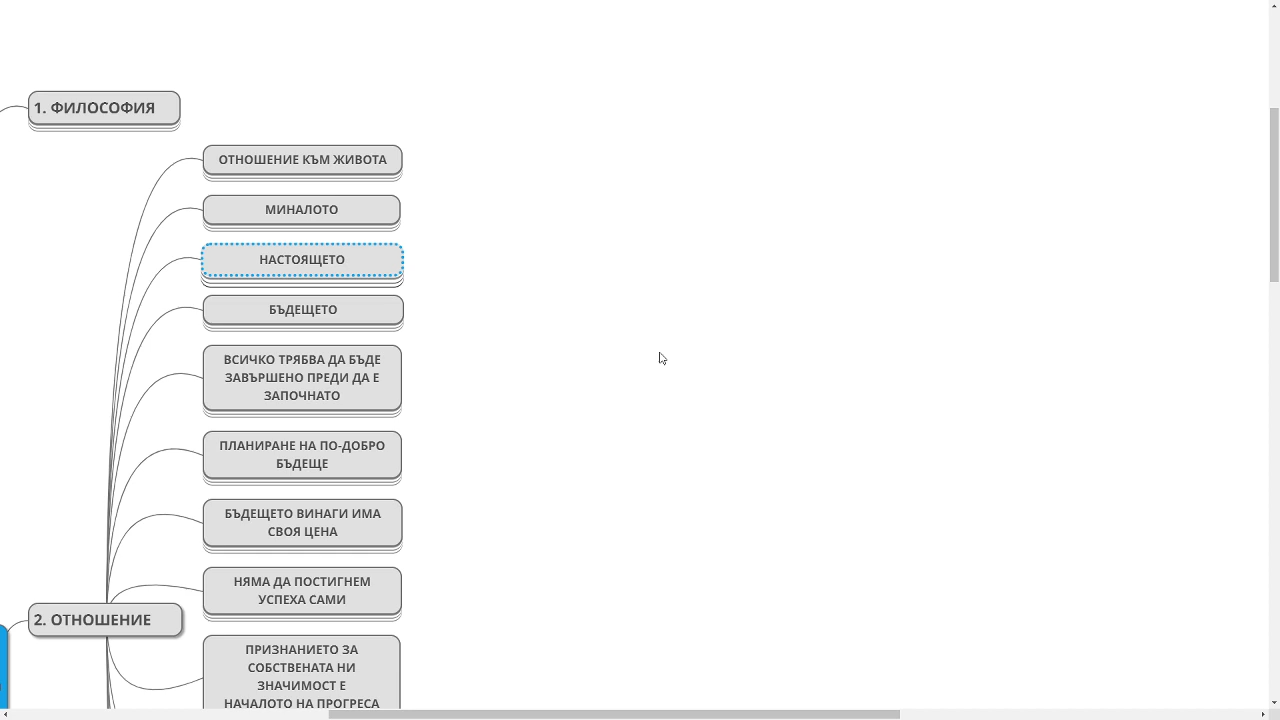 1. ФИЛОСОФИЯ
ОТНОШЕНИЕ КЪМ ЖИВОТА
МИНАЛОТО
НАСТОЯЩЕТО
БЪДЕЩЕТО
ВСИЧКО ТРЯБВА ДА БЪДЕ
ЗАВЪРШЕНО ПРЕДИ ДА Е
ЗАПОЧНАТО
ПЛАНИРАНЕ НА ПО-ДОБРО
БЪДЕЩЕ
БЪДЕЩЕТО ВИНАГИ ИМА
СВОЯ ЦЕНА
НЯМА ДА ПОСТИГНЕМ
УСПЕХА САМИ
2. ОТНОШЕНИЕ
ПРИЗНАНИЕТО ЗА
СОБСТВЕНАТА НИ
ЗНАЧИМОСТ Е
НАЧАЛОТО НА ПРОГРЕСА